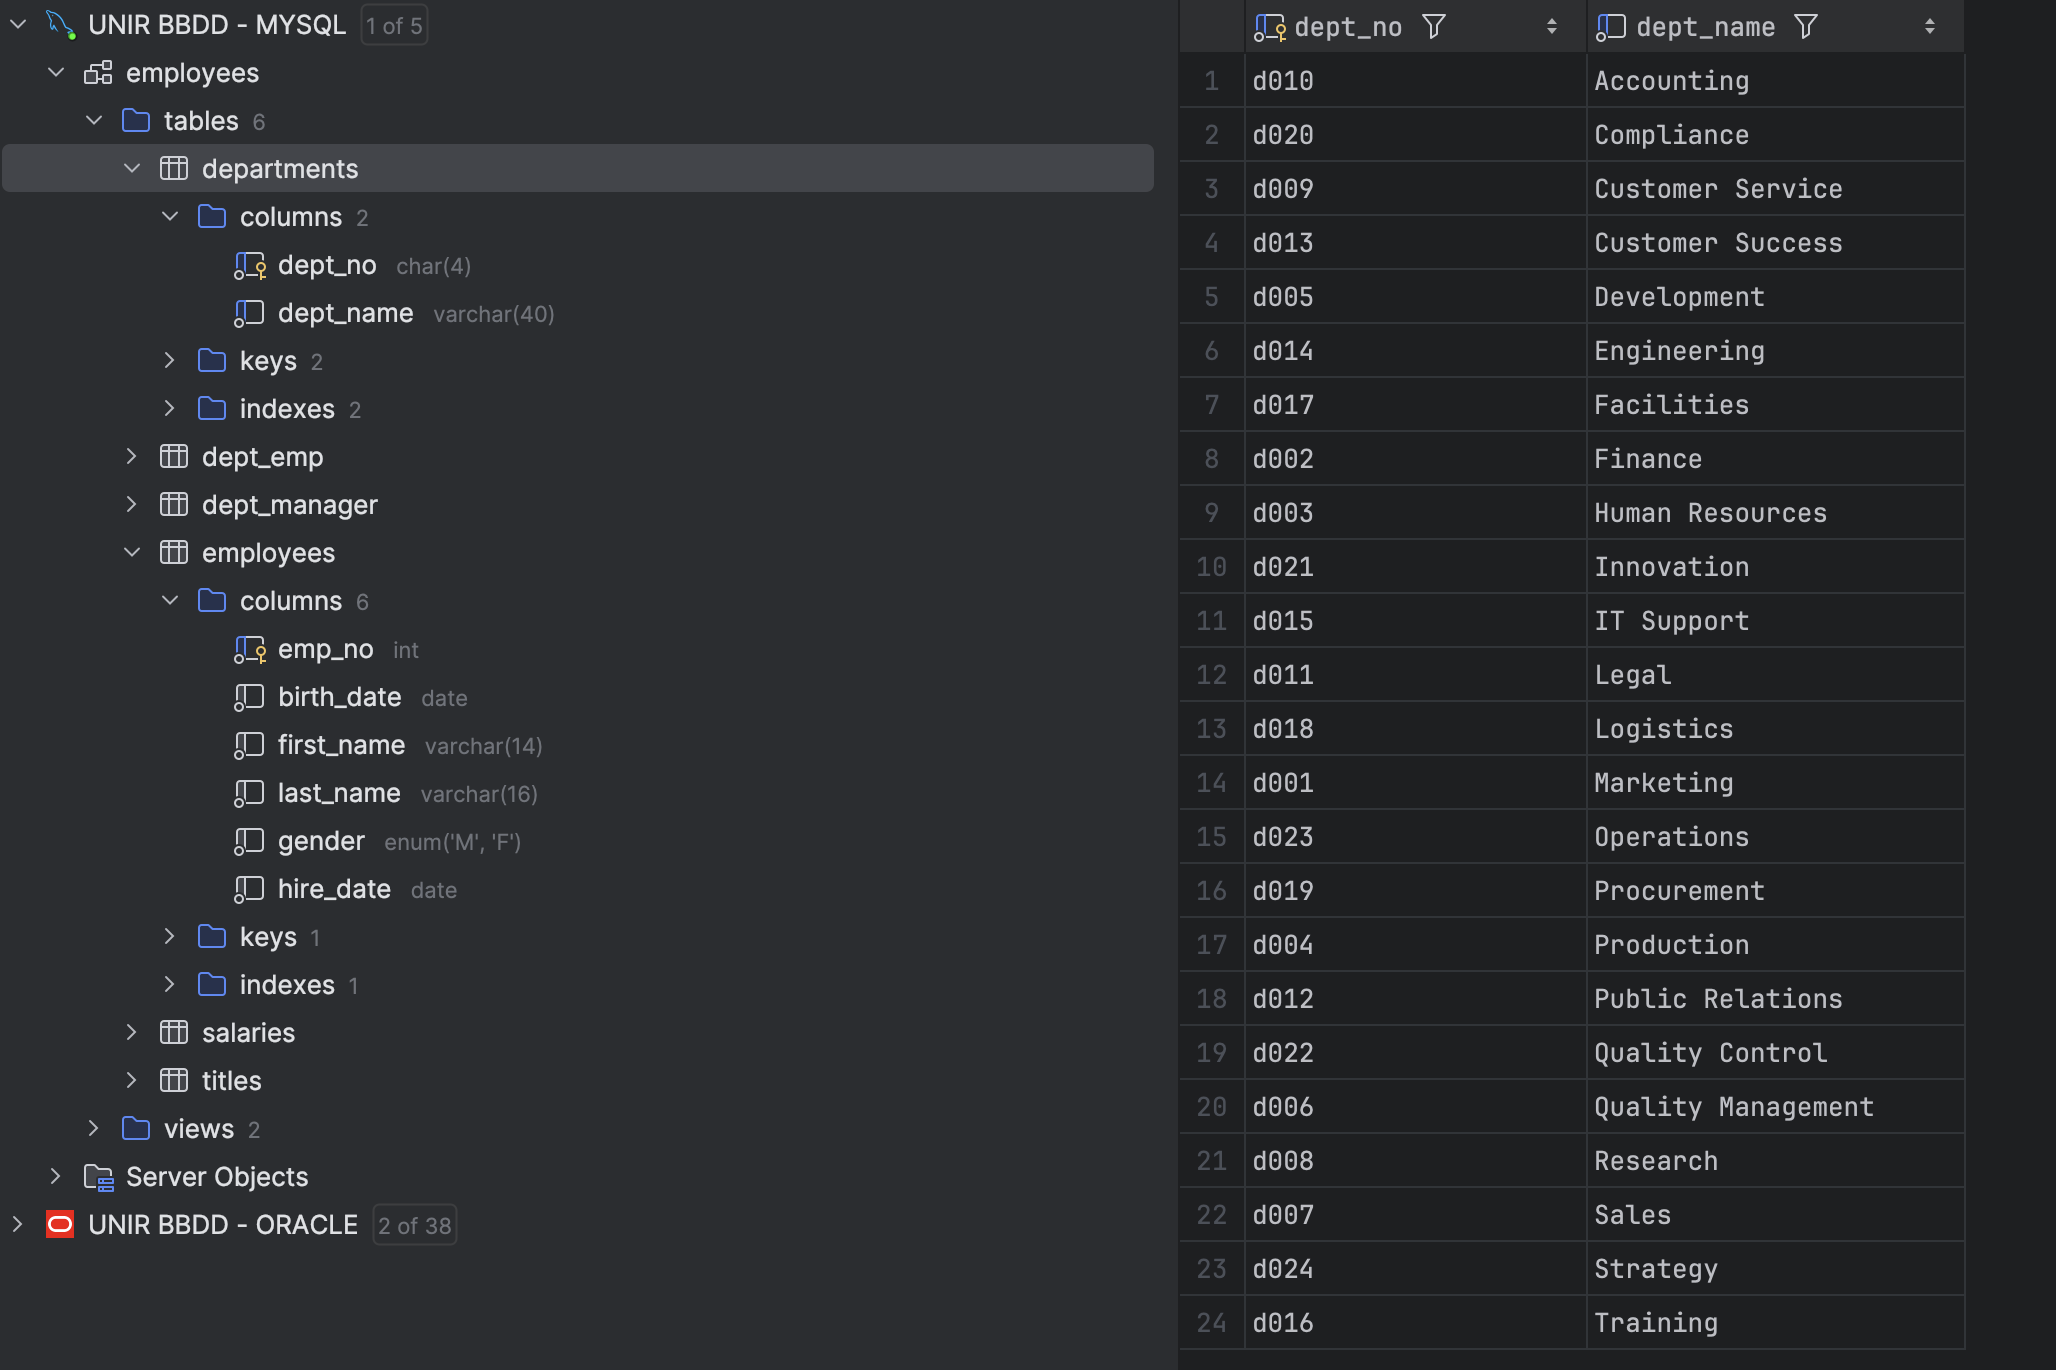 UNIR BBDD - MYSQL 1 of 5
employees
tables 6
departments
columns 2
dept_no char(4)
dept_name varchar(40)
keys 2
indexes 2
dept_emp
dept_manager
employees
columns 6
emp_no int
birth_date date
first_name varchar(14)
last_name varchar(16)
gender enum('M', 'F')
hire_date date
keys 1
indexes 1
salaries
titles
views 2
Server Objects
UNIR BBDD - ORACLE 2 of 38
dept_no dept_name
1 d010 Accounting
2 d020 Compliance
3 d009 Customer Service
4 d013 Customer Success
5 d005 Development
6 d014 Engineering
7 d017 Facilities
8 d002 Finance
9 d003 Human Resources
10 d021 Innovation
11 d015 IT Support
12 d011 Legal
13 d018 Logistics
14 d001 Marketing
15 d023 Operations
16 d019 Procurement
17 d004 Production
18 d012 Public Relations
19 d022 Quality Control
20 d006 Quality Management
21 d008 Research
22 d007 Sales
23 d024 Strategy
24 d016 Training